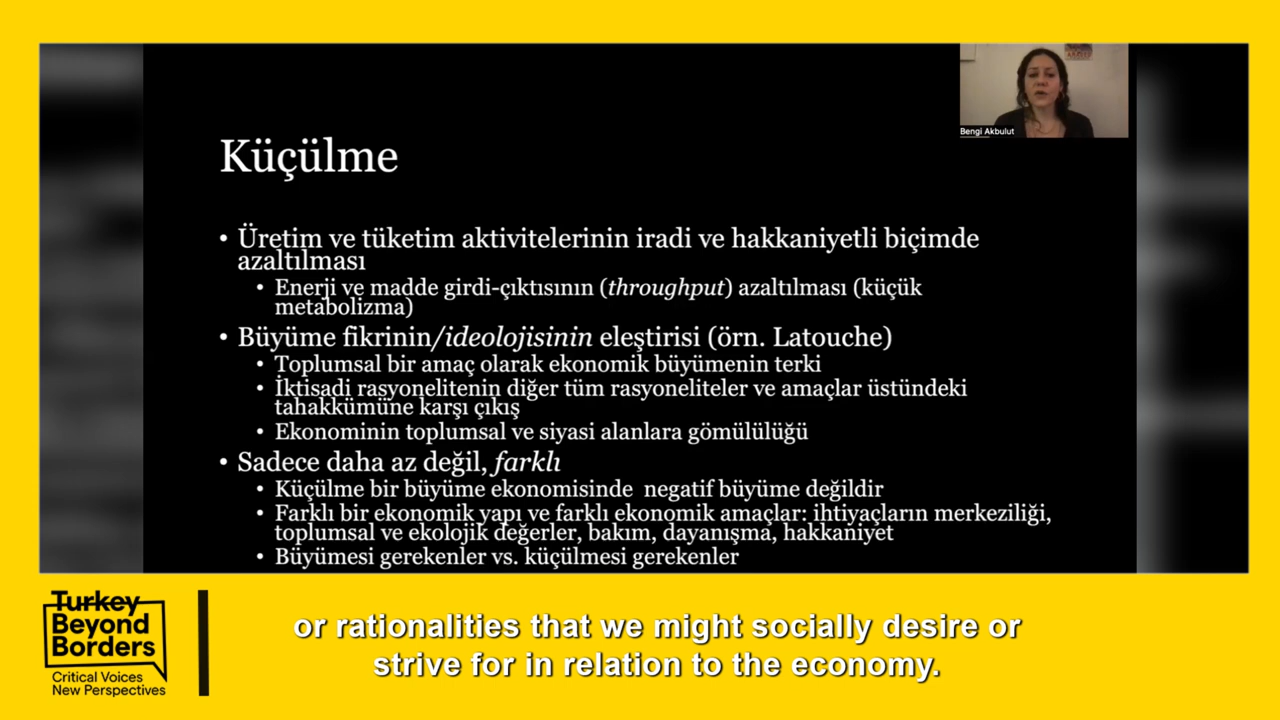 Bengi Akbulut
Küçülme
• Üretim ve tüketim aktivitelerinin iradi ve hakkaniyetli biçimde
azaltılması
• Enerji ve madde girdi-çıktısının (throughput) azaltılması (küçük
metabolizma)
• Büyüme fikrinin/ideolojisinin eleştirisi (örn. Latouche)
• Toplumsal bir amaç olarak ekonomik büyümenin terki
• İktisadi rasyonelitenin diğer tüm rasyoneliteler ve amaçlar üstündeki
tahakkümüne karşı çıkış
• Ekonominin toplumsal ve siyasi alanlara gömülülüğü
• Sadece daha az değil, farklı
• Küçülme bir büyüme ekonomisinde negatif büyüme değildir
• Farklı bir ekonomik yapı ve farklı ekonomik amaçlar: ihtiyaçların merkeziliği,
toplumsal ve ekolojik değerler, bakım, dayanışma, hakkaniyet
• Büyümesi gerekenler vs. küçülmesi gerekenler
Turkey
Beyond
Borders
Critical Voices
New Perspectives
or rationalities that we might socially desire or
strive for in relation to the economy.